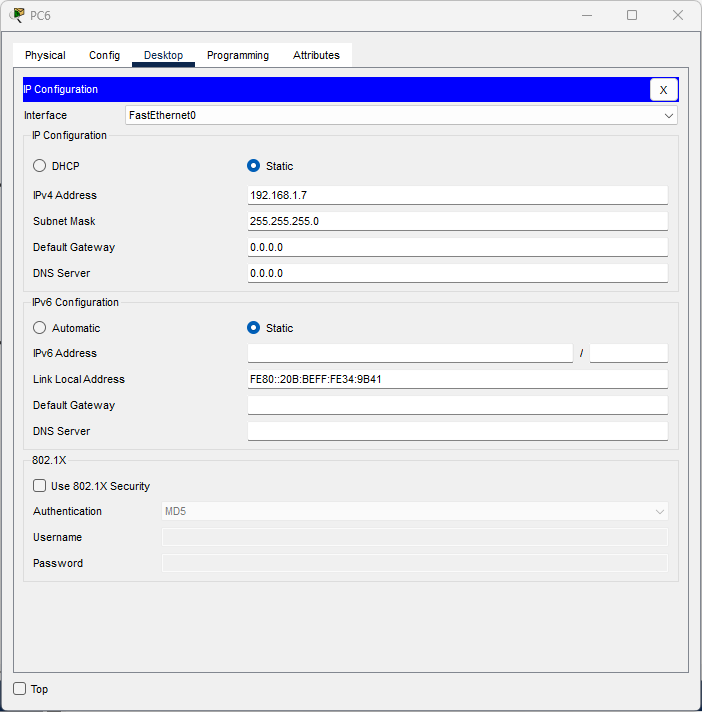 PC6
Physical Config Desktop Programming Attributes
IP Configuration X
Interface FastEthernet0
IP Configuration
DHCP Static
IPv4 Address 192.168.1.7
Subnet Mask 255.255.255.0
Default Gateway 0.0.0.0
DNS Server 0.0.0.0
IPv6 Configuration
Automatic Static
IPv6 Address /
Link Local Address FE80::20B:BEFF:FE34:9B41
Default Gateway
DNS Server
802.1X
Use 802.1X Security
Authentication MD5
Username
Password
Top